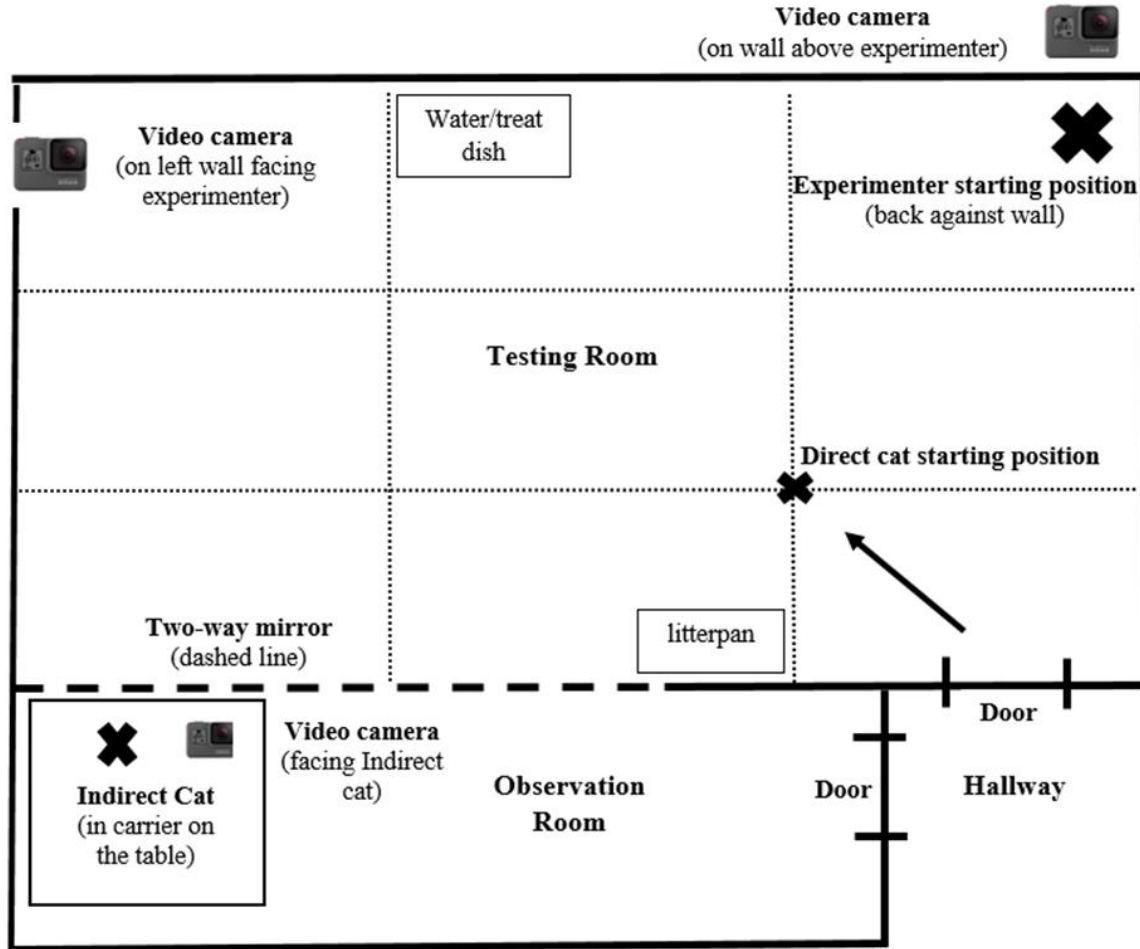 Video camera
(on wall above experimenter)
Video camera
(on left wall facing
experimenter)
Water/treat
dish
Experimenter starting position
(back against wall)
Testing Room
Direct cat starting position
Two-way mirror
(dashed line)
litterpan
Door
Video camera
(facing Indirect
cat)
Indirect Cat
(in carrier on
the table)
Observation
Room
Door
Hallway